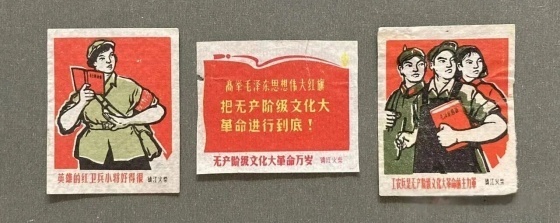 英雄的红卫兵小将好得很 镇江火柴
高举毛泽东思想伟大红旗
把无产阶级文化大
革命进行到底！
无产阶级文化大革命万岁 镇江火柴
工农兵是无产阶级文化大革命的主力军 镇江火柴